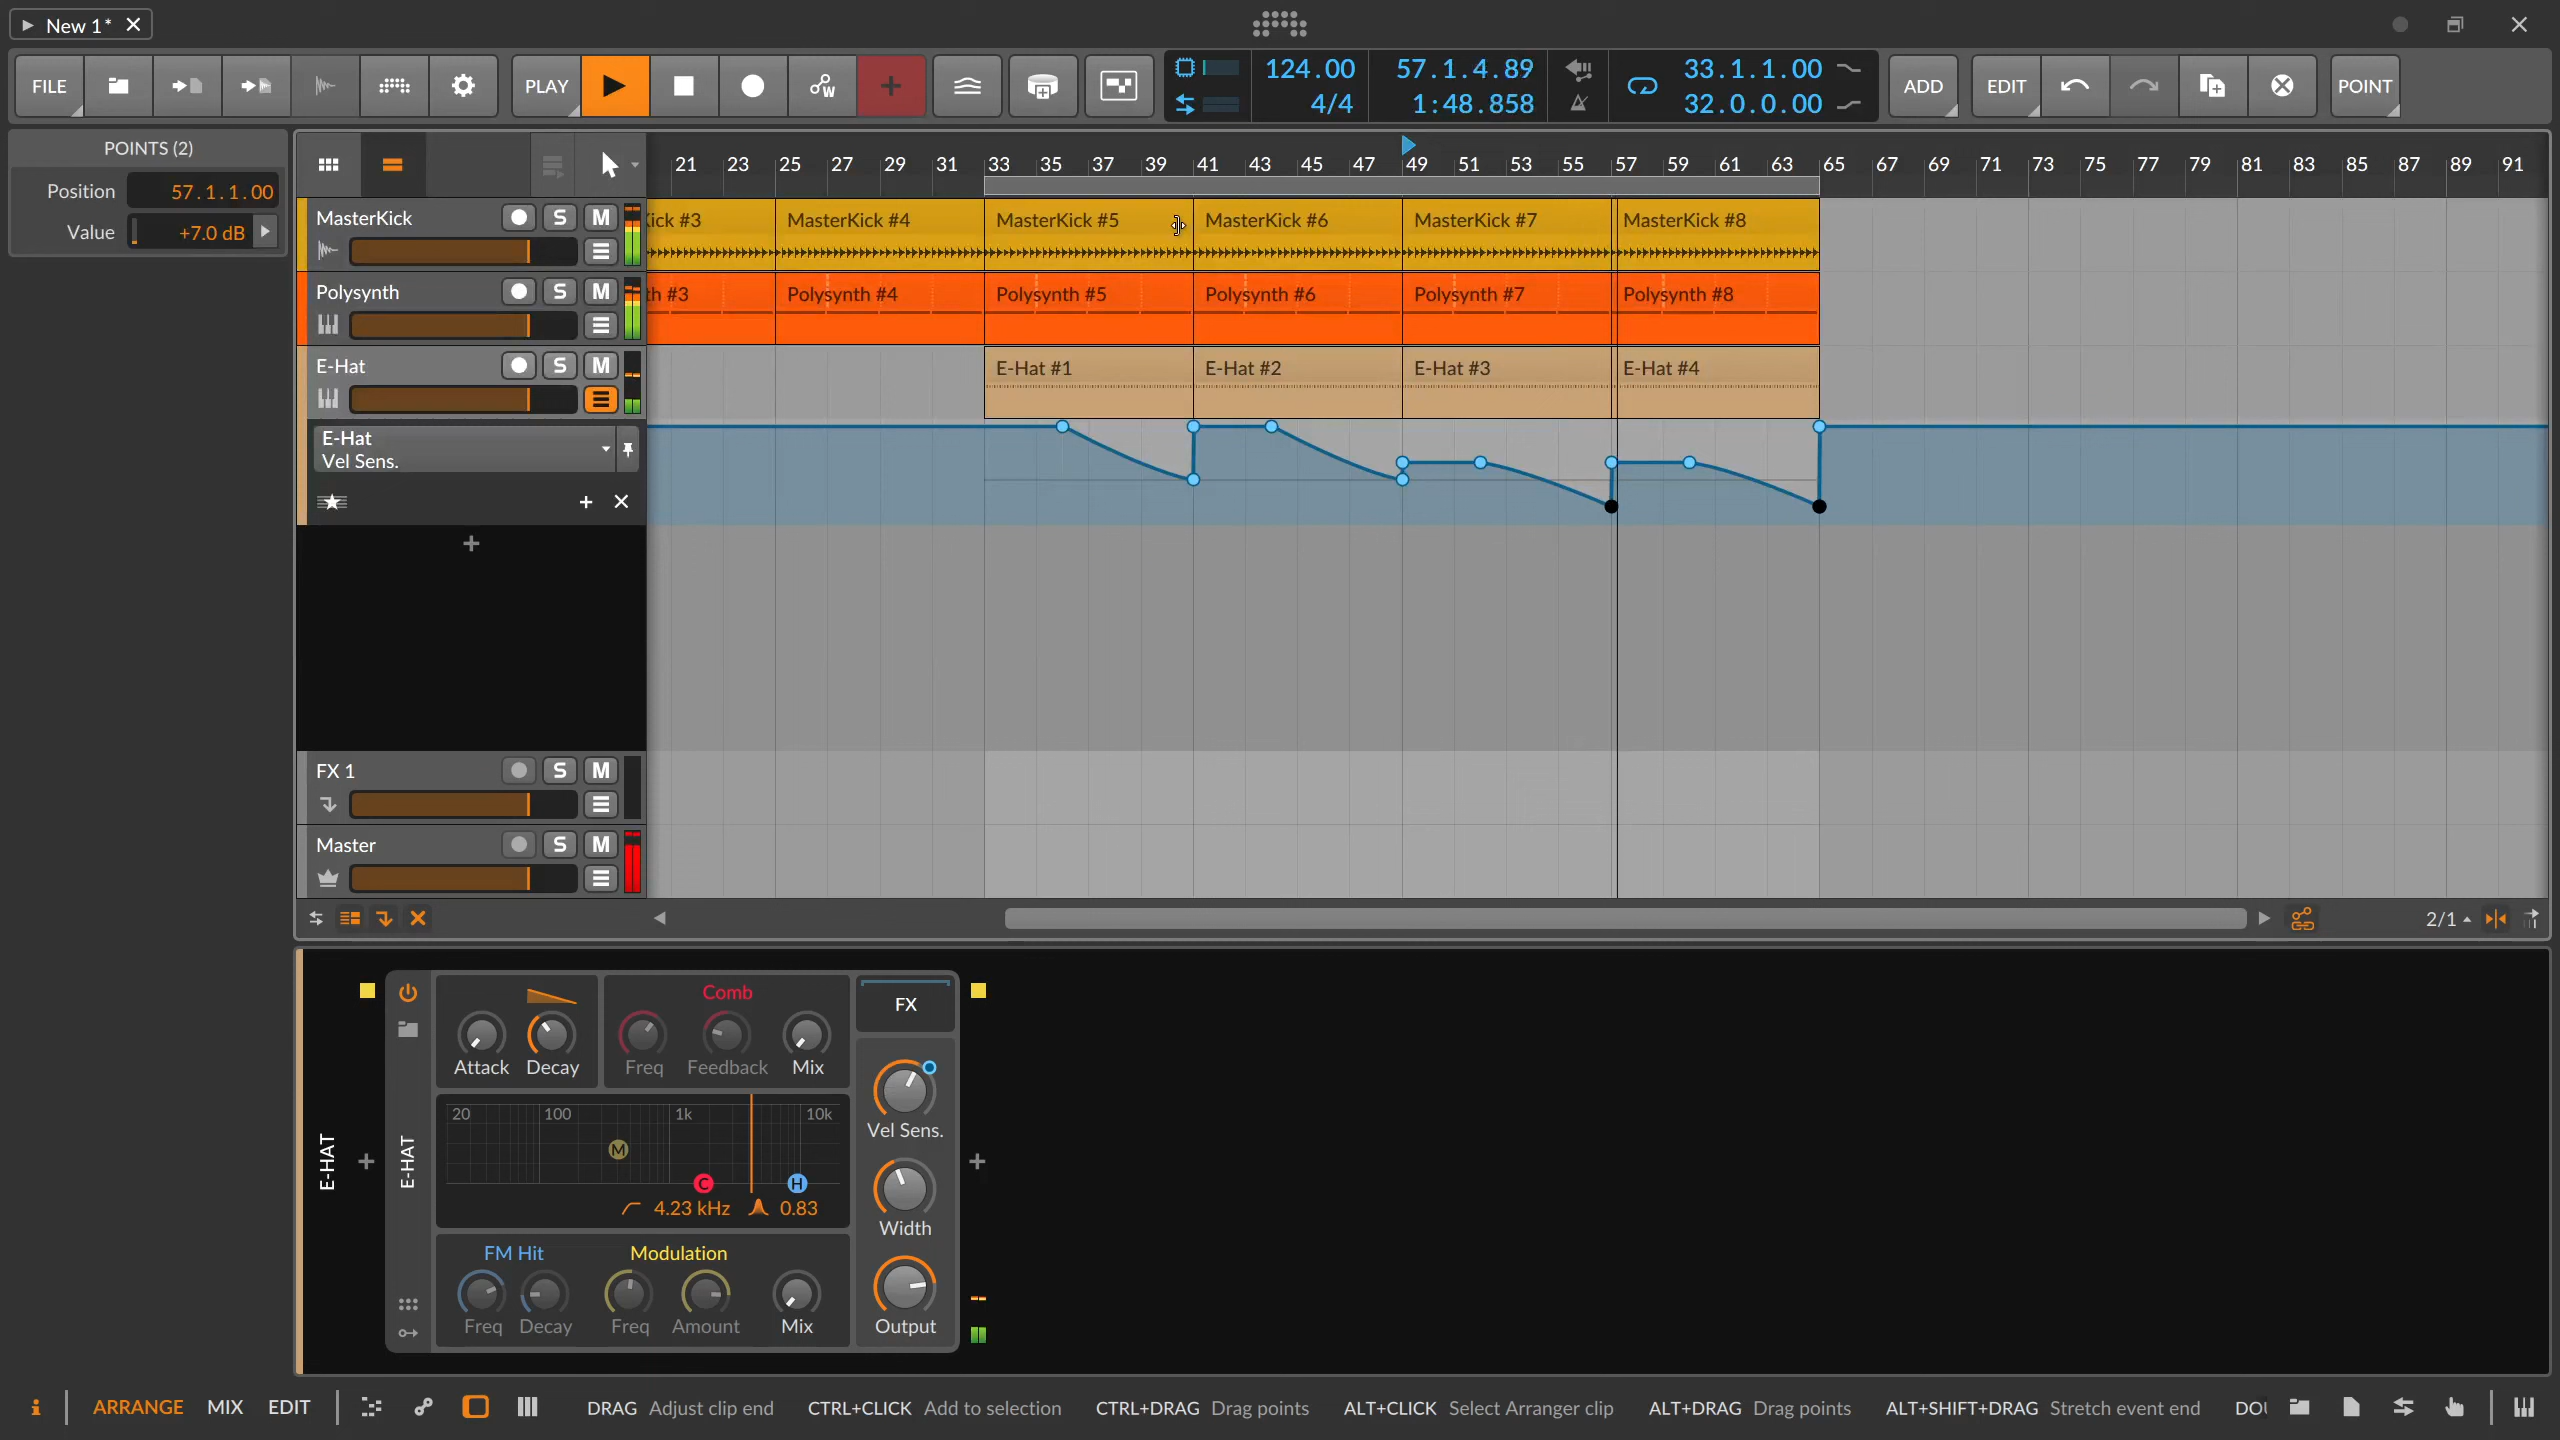 New 1*
FILE
PLAY
124.00
4/4
57.1.4.89
1:48.858
33.1.1.00
32.0.0.00
ADD
EDIT
POINT
POINTS (2)
Position 57.1.1.00
Value +7.0 dB
21 23 25 27 29 31 33 35 37 39 41 43 45 47 49 51 53 55 57 59 61 63 65 67 69 71 73 75 77 79 81 83 85 87 89 91
MasterKick S M
Kick #3 MasterKick #4 MasterKick #5 MasterKick #6 MasterKick #7 MasterKick #8
Polysynth S M
th #3 Polysynth #4 Polysynth #5 Polysynth #6 Polysynth #7 Polysynth #8
E-Hat S M
E-Hat #1 E-Hat #2 E-Hat #3 E-Hat #4
E-Hat
Vel Sens.
FX 1 S M
Master S M
2/1
E-HAT
E-HAT
Attack Decay
Comb
Freq Feedback Mix
FX
20 100 1k 10k
M
C H
4.23 kHz 0.83
Vel Sens.
Width
Output
FM Hit
Freq Decay
Modulation
Freq Amount Mix
i ARRANGE MIX EDIT
DRAG Adjust clip end CTRL+CLICK Add to selection CTRL+DRAG Drag points ALT+CLICK Select Arranger clip ALT+DRAG Drag points ALT+SHIFT+DRAG Stretch event end DOU